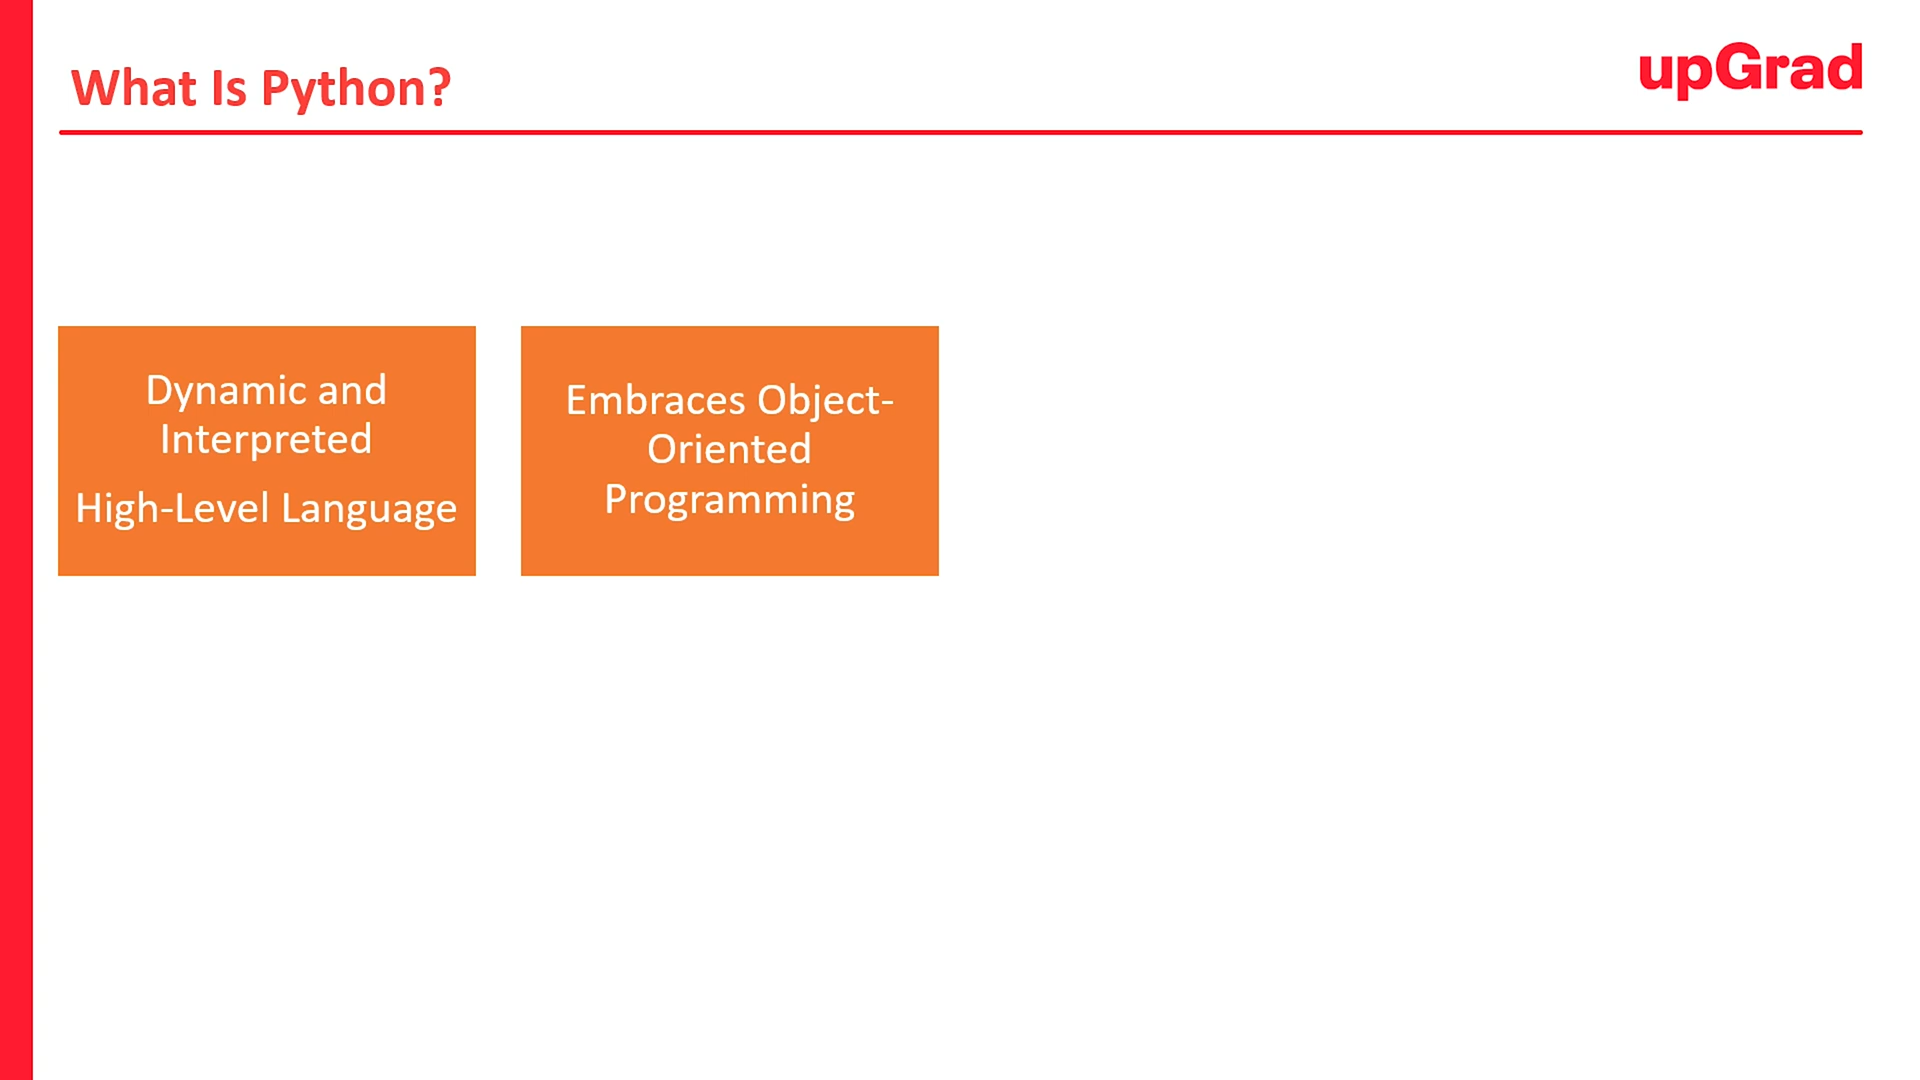 What Is Python?
upGrad
Dynamic and
Interpreted
High-Level Language
Embraces Object-
Oriented
Programming